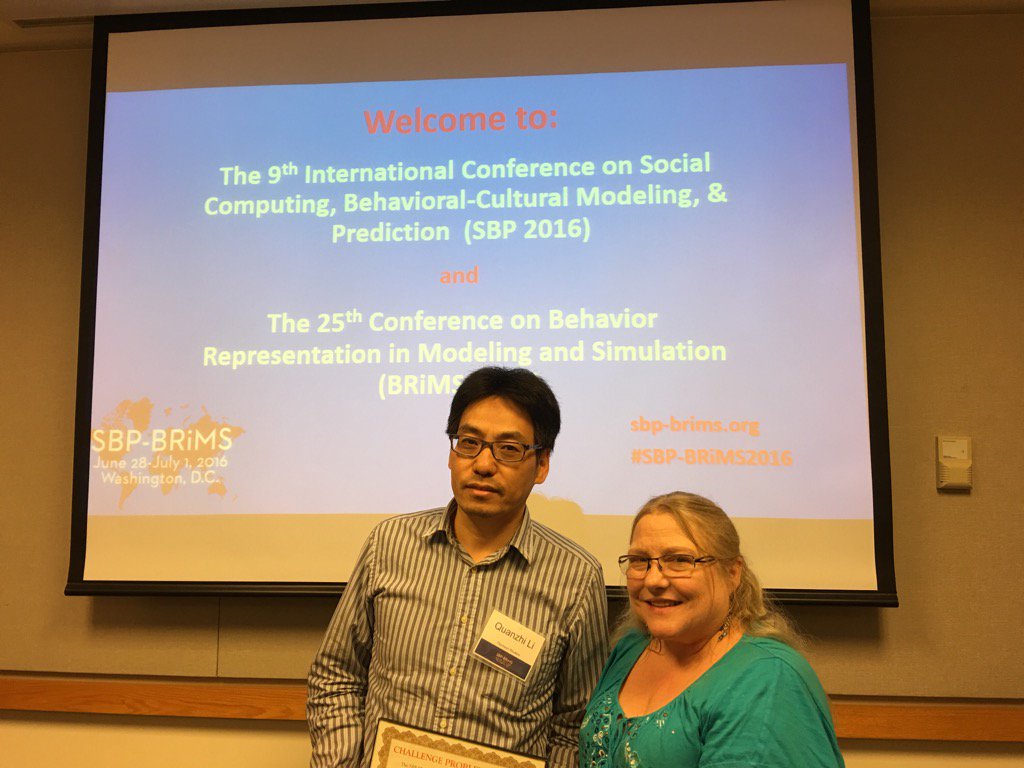 Welcome to:
The 9th International Conference on Social
Computing, Behavioral-Cultural Modeling, &
Prediction (SBP 2016)
and
The 25th Conference on Behavior
Representation in Modeling and Simulation
(BRiMS
sbp-brims.org
#SBP-BRiMS2016
SBP-BRiMS
June 28-July 1, 2016
Washington, D.C.
Quanzhi Li
CHALLENGE PROBLE